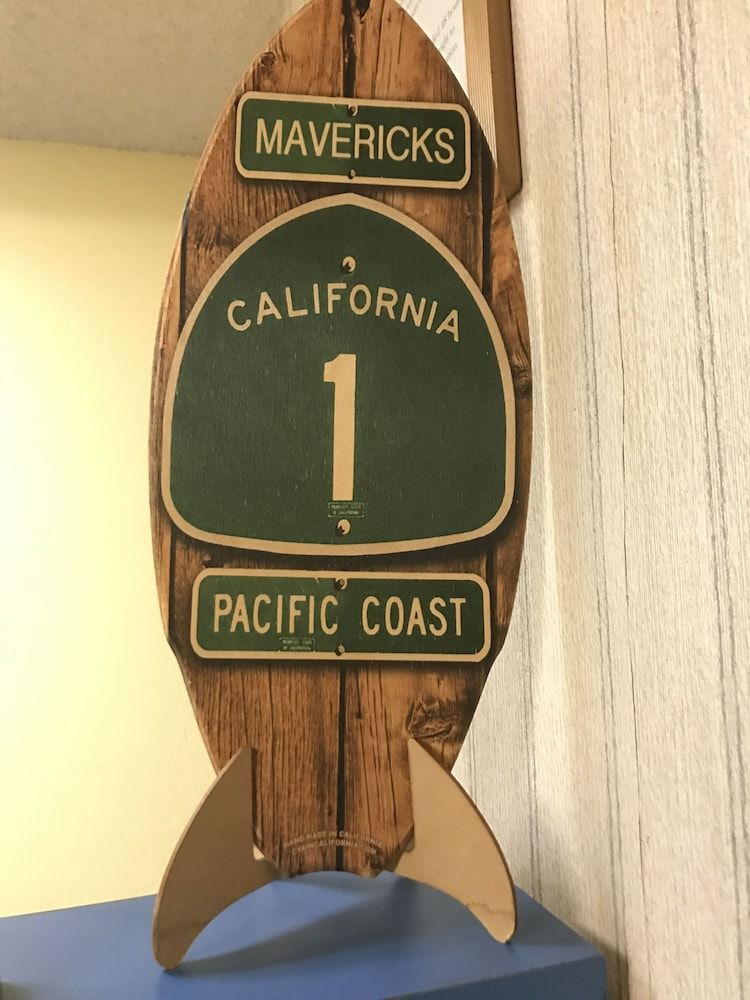 MAVERICKS
CALIFORNIA
1
PACIFIC COAST
HAND-MADE IN CALIFORNIA